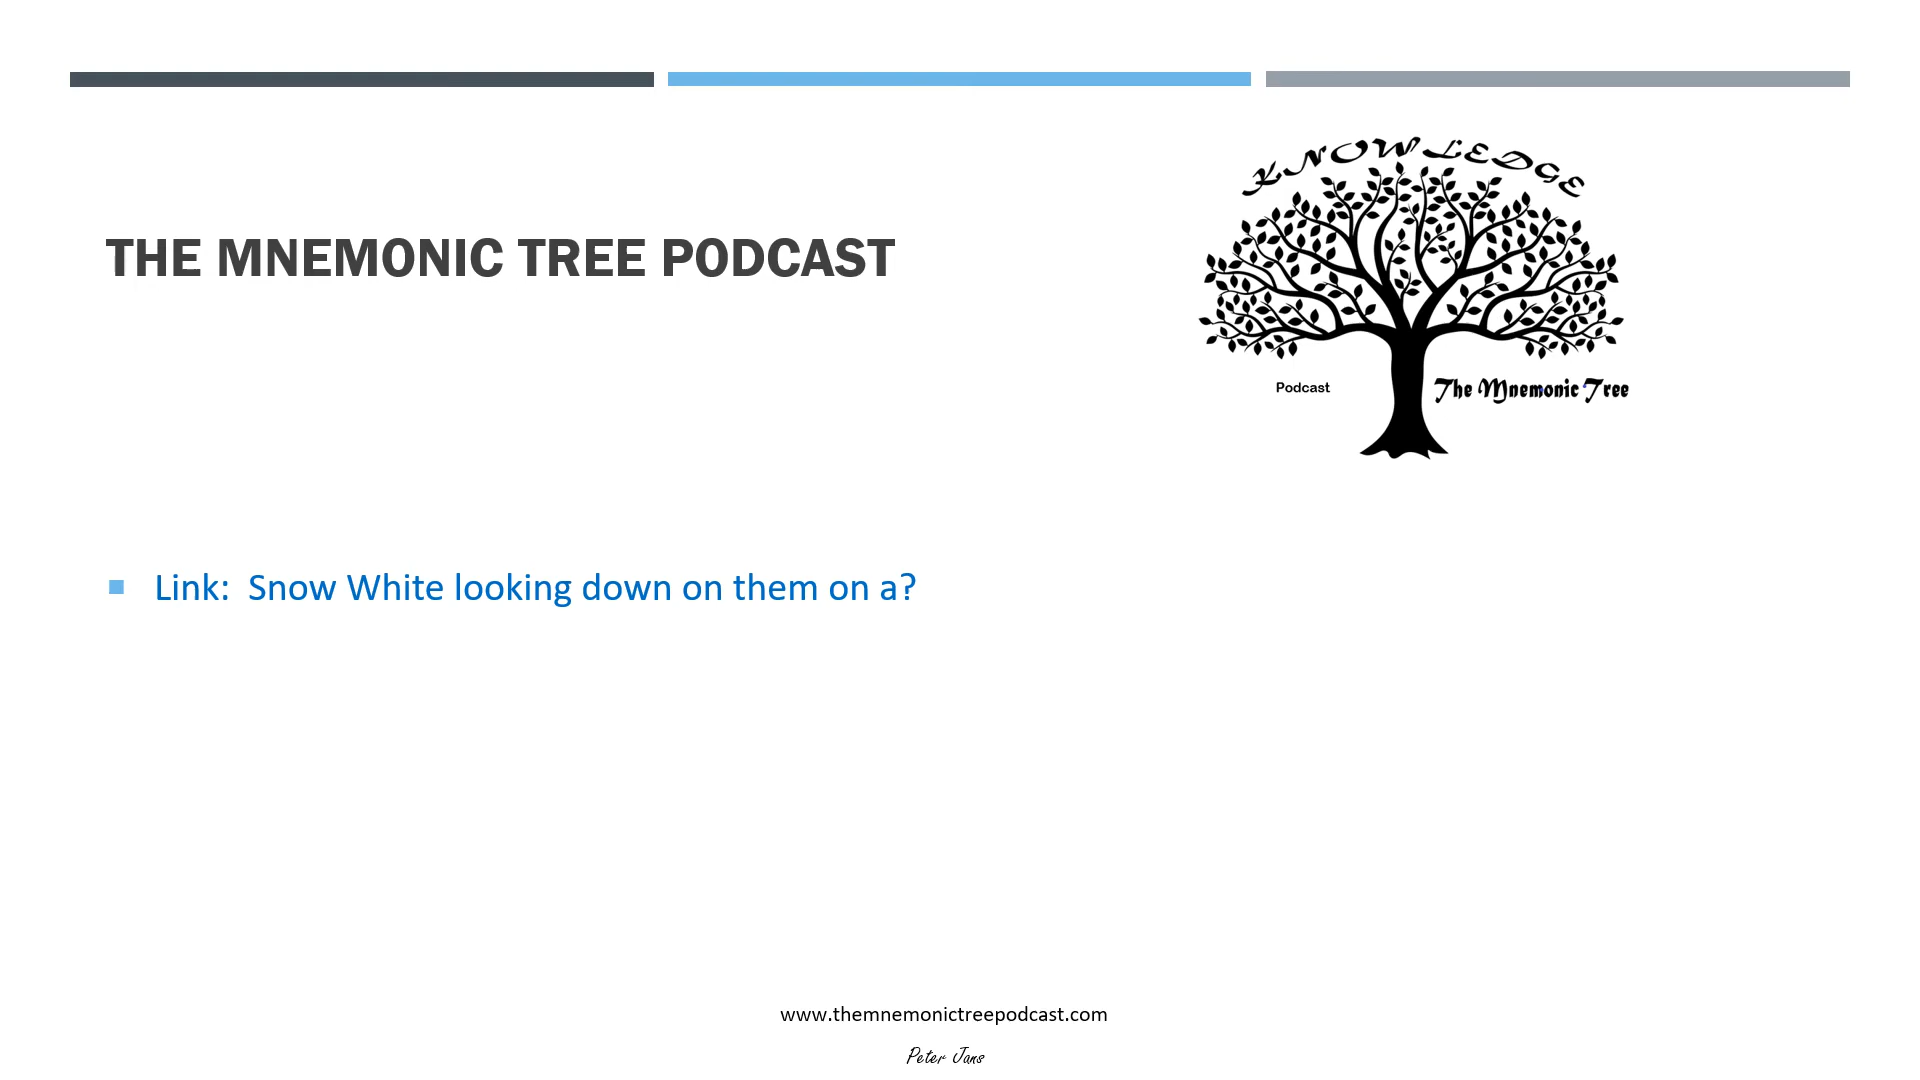 KNOWLEDGE
THE MNEMONIC TREE PODCAST
Podcast
The Mnemonic Tree
Link:  Snow White looking down on them on a?
www.themnemonictreepodcast.com
Peter Jans